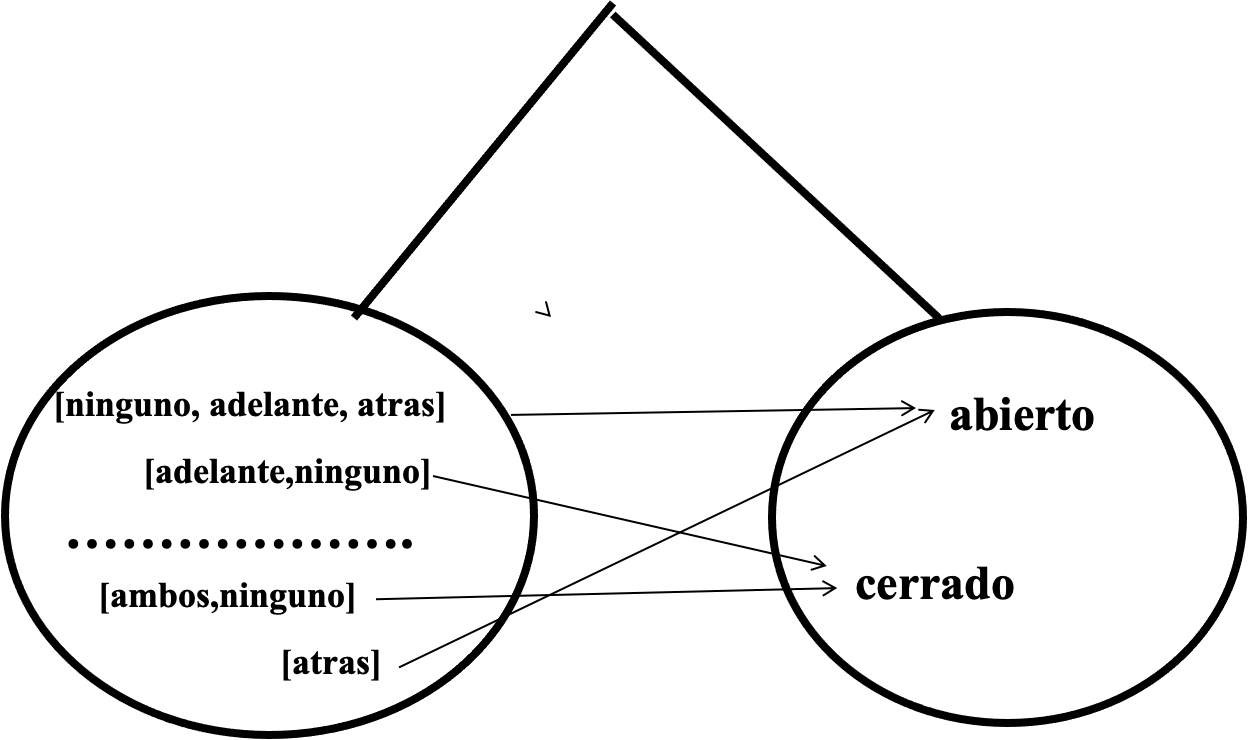 [ninguno, adelante, atras]
abierto
[adelante,ninguno]
...................
cerrado
[ambos,ninguno]
[atras]